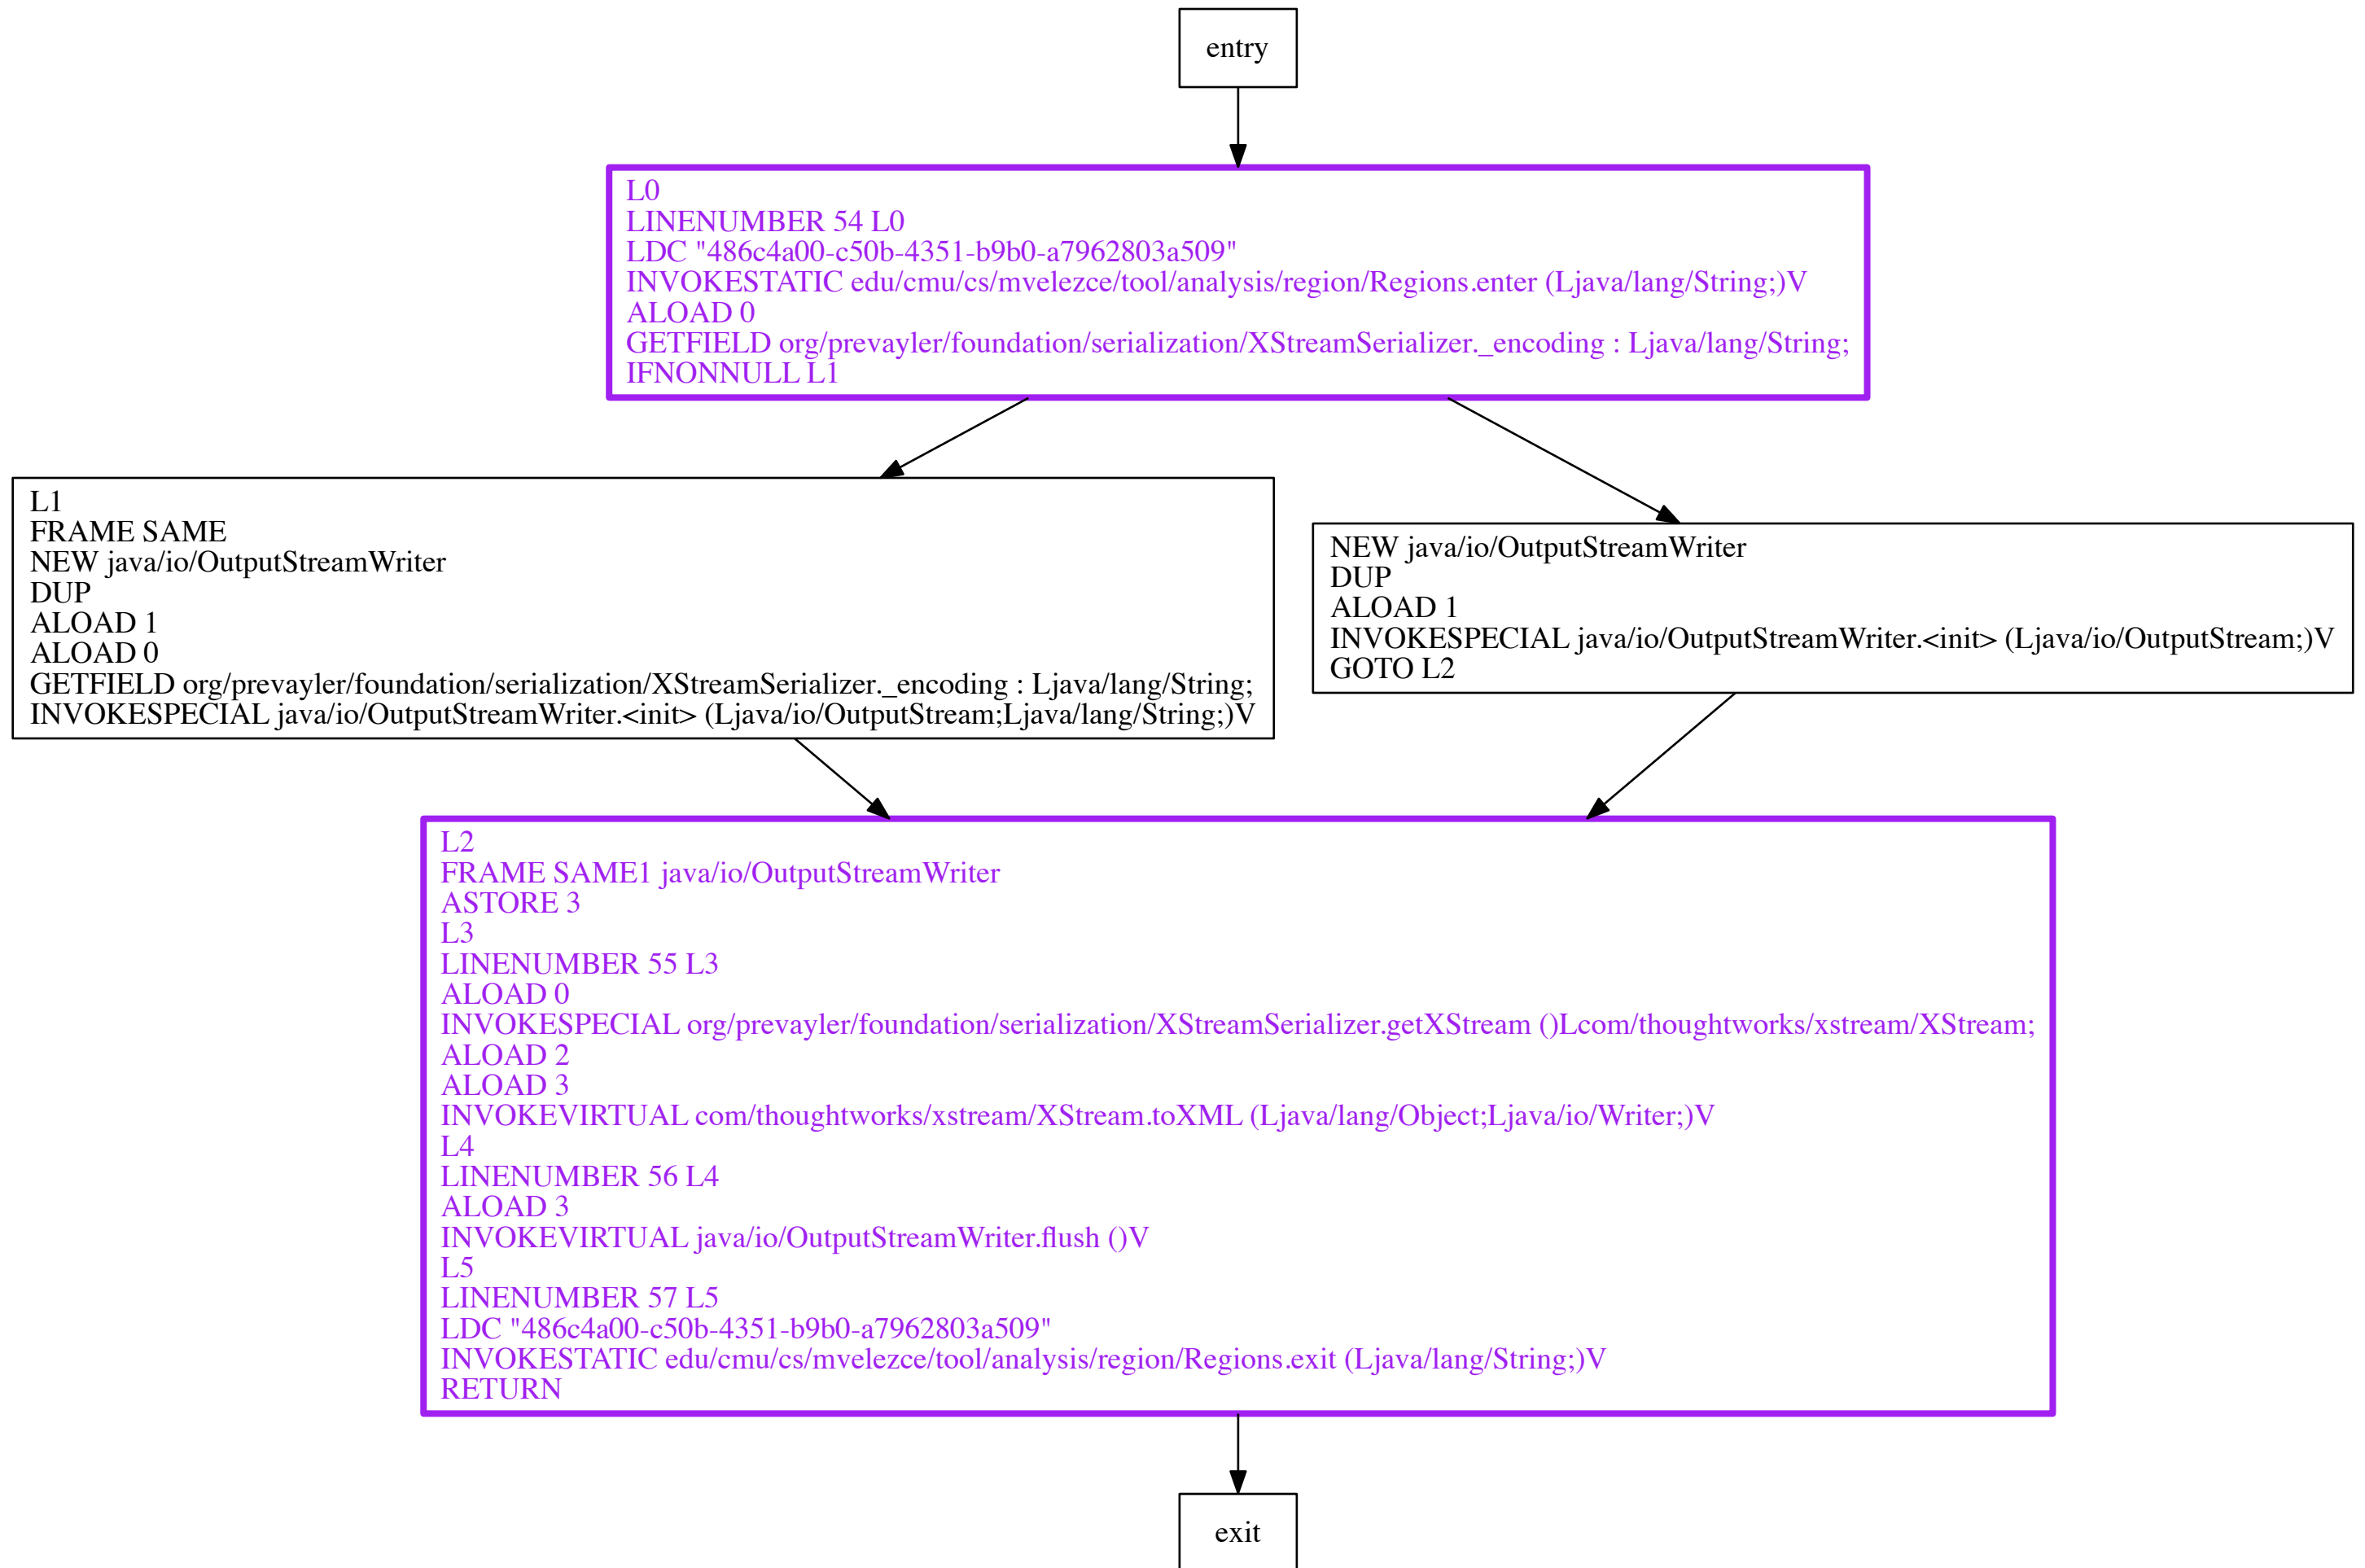 entry
L0
LINENUMBER 54 L0
LDC "486c4a00-c50b-4351-b9b0-a7962803a509"
INVOKESTATIC edu/cmu/cs/mvelezce/tool/analysis/region/Regions.enter (Ljava/lang/String;)V
ALOAD 0
GETFIELD org/prevayler/foundation/serialization/XStreamSerializer._encoding : Ljava/lang/String;
IFNONNULL L1
L1
FRAME SAME
NEW java/io/OutputStreamWriter
DUP
ALOAD 1
ALOAD 0
GETFIELD org/prevayler/foundation/serialization/XStreamSerializer._encoding : Ljava/lang/String;
INVOKESPECIAL java/io/OutputStreamWriter.<init> (Ljava/io/OutputStream;Ljava/lang/String;)V
NEW java/io/OutputStreamWriter
DUP
ALOAD 1
INVOKESPECIAL java/io/OutputStreamWriter.<init> (Ljava/io/OutputStream;)V
GOTO L2
L2
FRAME SAME1 java/io/OutputStreamWriter
ASTORE 3
L3
LINENUMBER 55 L3
ALOAD 0
INVOKESPECIAL org/prevayler/foundation/serialization/XStreamSerializer.getXStream ()Lcom/thoughtworks/xstream/XStream;
ALOAD 2
ALOAD 3
INVOKEVIRTUAL com/thoughtworks/xstream/XStream.toXML (Ljava/lang/Object;Ljava/io/Writer;)V
L4
LINENUMBER 56 L4
ALOAD 3
INVOKEVIRTUAL java/io/OutputStreamWriter.flush ()V
L5
LINENUMBER 57 L5
LDC "486c4a00-c50b-4351-b9b0-a7962803a509"
INVOKESTATIC edu/cmu/cs/mvelezce/tool/analysis/region/Regions.exit (Ljava/lang/String;)V
RETURN
exit